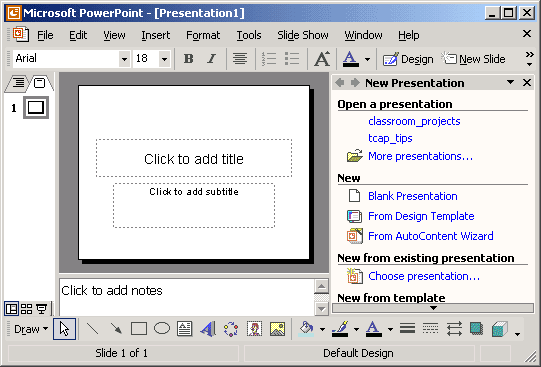 Microsoft PowerPoint - [Presentation1]
File Edit View Insert Format Tools Slide Show Window Help
Arial 18 B I U A A Design New Slide
New Presentation
1
Open a presentation
classroom_projects
tcap_tips
More presentations...
New
Blank Presentation
From Design Template
From AutoContent Wizard
New from existing presentation
Choose presentation...
New from template
Click to add title
Click to add subtitle
Click to add notes
Draw A A
Slide 1 of 1 Default Design